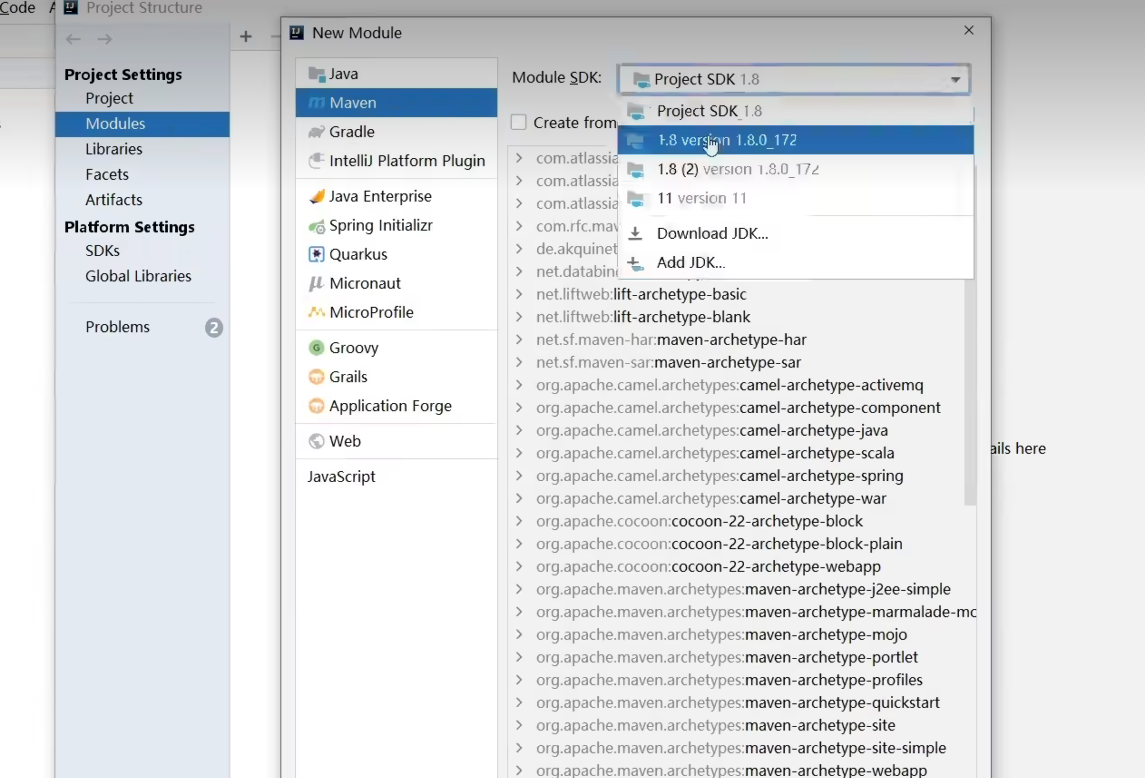 Code
Project Structure
Project Settings
Project
Modules
Libraries
Facets
Artifacts
Platform Settings
SDKs
Global Libraries
Problems
2
New Module
Java
Maven
Gradle
IntelliJ Platform Plugin
Java Enterprise
Spring Initializr
Quarkus
Micronaut
MicroProfile
Groovy
Grails
Application Forge
Web
JavaScript
Module SDK: Project SDK 1.8
Project SDK 1.8
1.8 version 1.8.0_172
1.8 (2) version 1.8.0_172
11 version 11
Download JDK...
Add JDK...
Create from
com.atlassia
com.atlassia
com.atlassia
com.rfc.mav
de.akquinet
net.databin
net.liftweb:lift-archetype-basic
net.liftweb:lift-archetype-blank
net.sf.maven-har:maven-archetype-har
net.sf.maven-sar:maven-archetype-sar
org.apache.camel.archetypes:camel-archetype-activemq
org.apache.camel.archetypes:camel-archetype-component
org.apache.camel.archetypes:camel-archetype-java
org.apache.camel.archetypes:camel-archetype-scala
org.apache.camel.archetypes:camel-archetype-spring
org.apache.camel.archetypes:camel-archetype-war
org.apache.cocoon:cocoon-22-archetype-block
org.apache.cocoon:cocoon-22-archetype-block-plain
org.apache.cocoon:cocoon-22-archetype-webapp
org.apache.maven.archetypes:maven-archetype-j2ee-simple
org.apache.maven.archetypes:maven-archetype-marmalade-mo
org.apache.maven.archetypes:maven-archetype-mojo
org.apache.maven.archetypes:maven-archetype-portlet
org.apache.maven.archetypes:maven-archetype-profiles
org.apache.maven.archetypes:maven-archetype-quickstart
org.apache.maven.archetypes:maven-archetype-site
org.apache.maven.archetypes:maven-archetype-site-simple
org.apache.maven.archetypes:maven-archetype-webapp
ails here